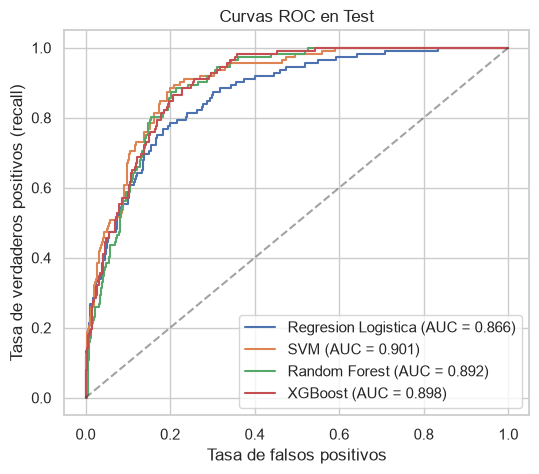 Curvas ROC en Test
Tasa de verdaderos positivos (recall)
1.0
0.8
0.6
0.4
0.2
0.0
0.0 0.2 0.4 0.6 0.8 1.0
Tasa de falsos positivos
Regresion Logistica (AUC = 0.866)
SVM (AUC = 0.901)
Random Forest (AUC = 0.892)
XGBoost (AUC = 0.898)